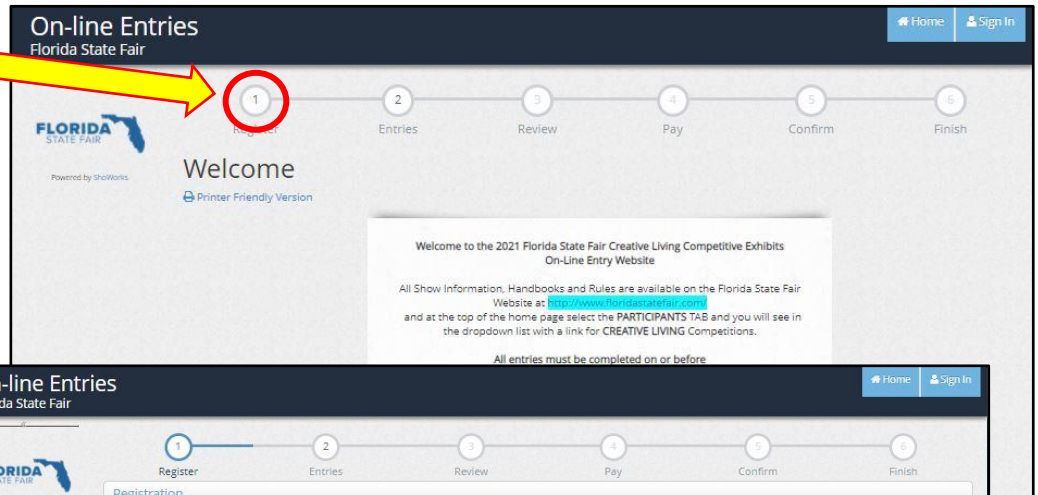 On-line Entries
Florida State Fair
Home Sign In
1 2 3 4 5 6
Register Entries Review Pay Confirm Finish
FLORIDA
STATE FAIR
Powered by ShoWorks
Welcome
Printer Friendly Version
Welcome to the 2021 Florida State Fair Creative Living Competitive Exhibits
On-Line Entry Website
All Show Information, Handbooks and Rules are available on the Florida State Fair
Website at http://www.floridastatefair.com/
and at the top of the home page select the PARTICIPANTS TAB and you will see in
the dropdown list with a link for CREATIVE LIVING Competitions.
All entries must be completed on or before
-line Entries
da State Fair
Home Sign In
1 2 3 4 5 6
Register Entries Review Pay Confirm Finish
ORIDA
ATE FAIR
Registration